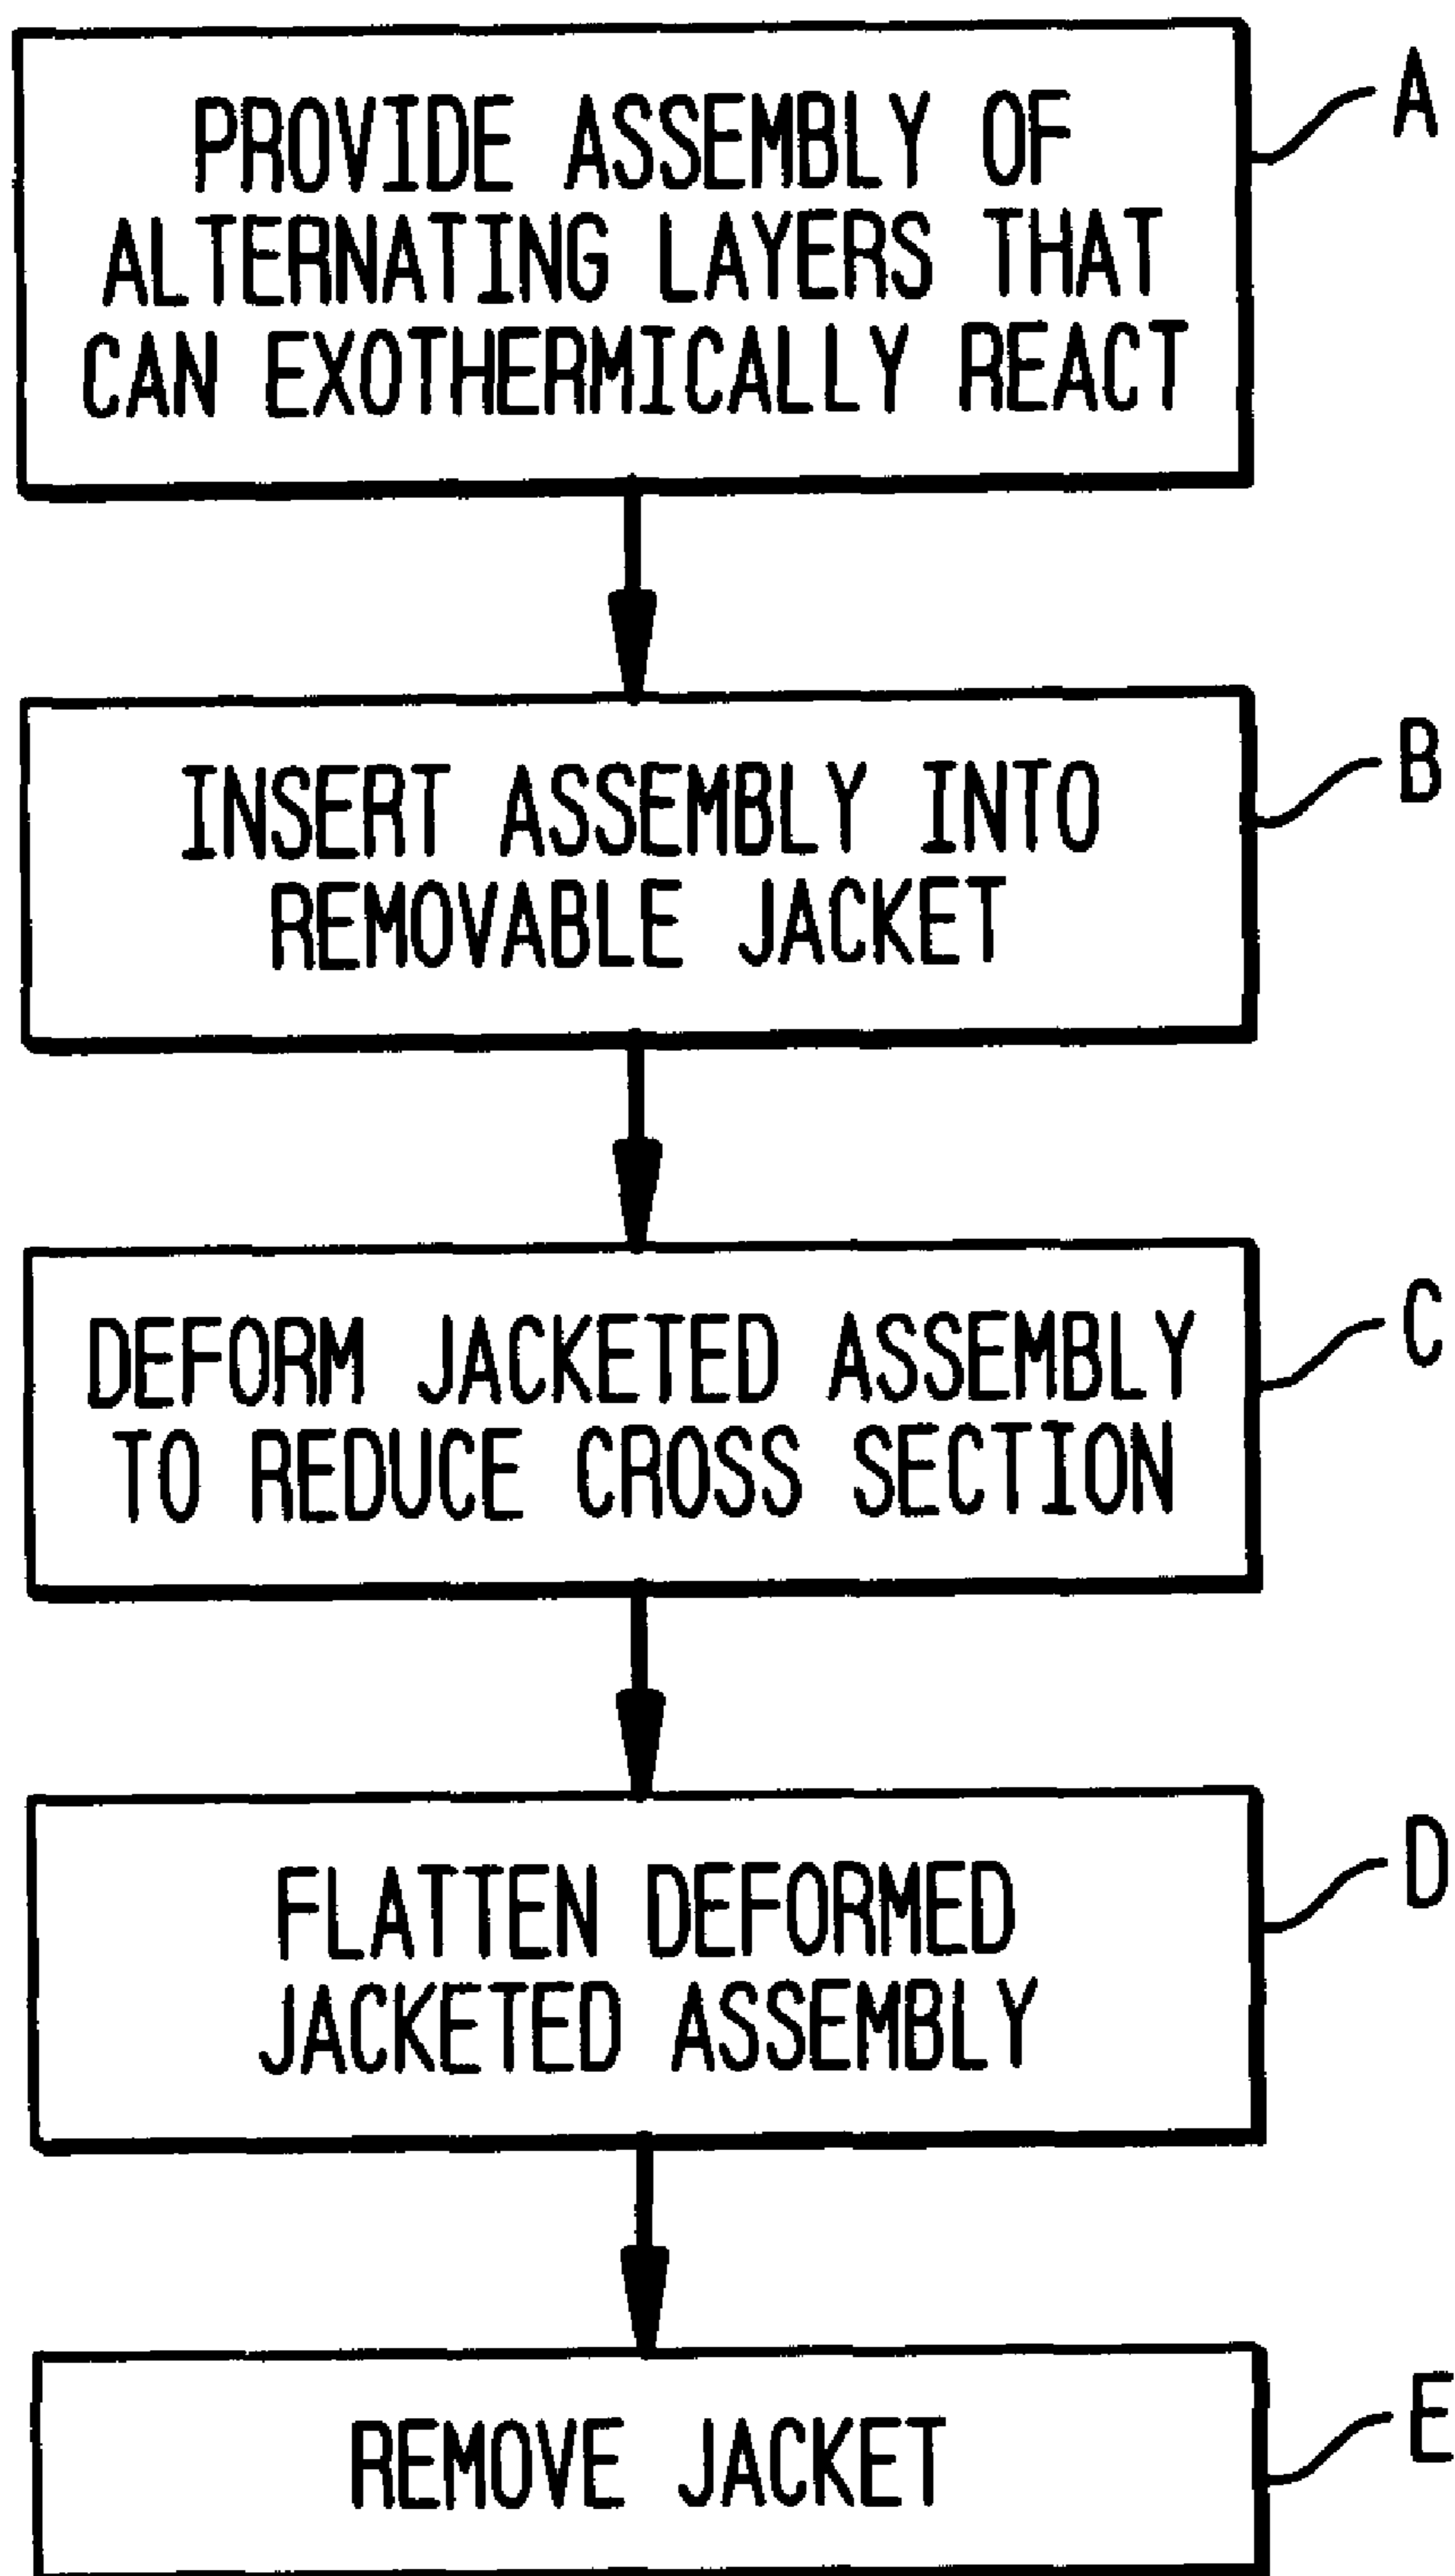 PROVIDE ASSEMBLY OF
ALTERNATING LAYERS THAT
CAN EXOTHERMICALLY REACT
A
INSERT ASSEMBLY INTO
REMOVABLE JACKET
B
DEFORM JACKETED ASSEMBLY
TO REDUCE CROSS SECTION
C
FLATTEN DEFORMED
JACKETED ASSEMBLY
D
REMOVE JACKET
E